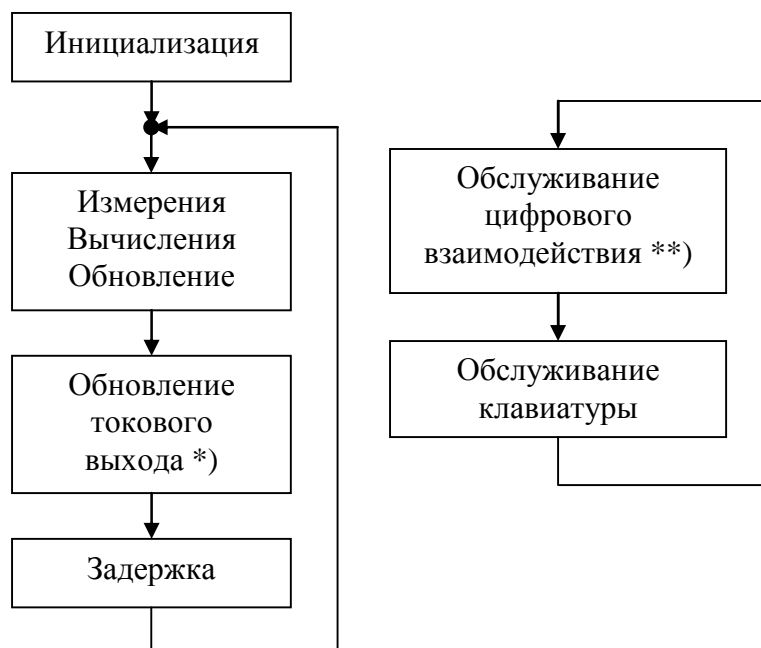 Инициализация
Измерения
Вычисления
Обновление
Обновление
токового
выхода *)
Задержка
Обслуживание
цифрового
взаимодействия **)
Обслуживание
клавиатуры